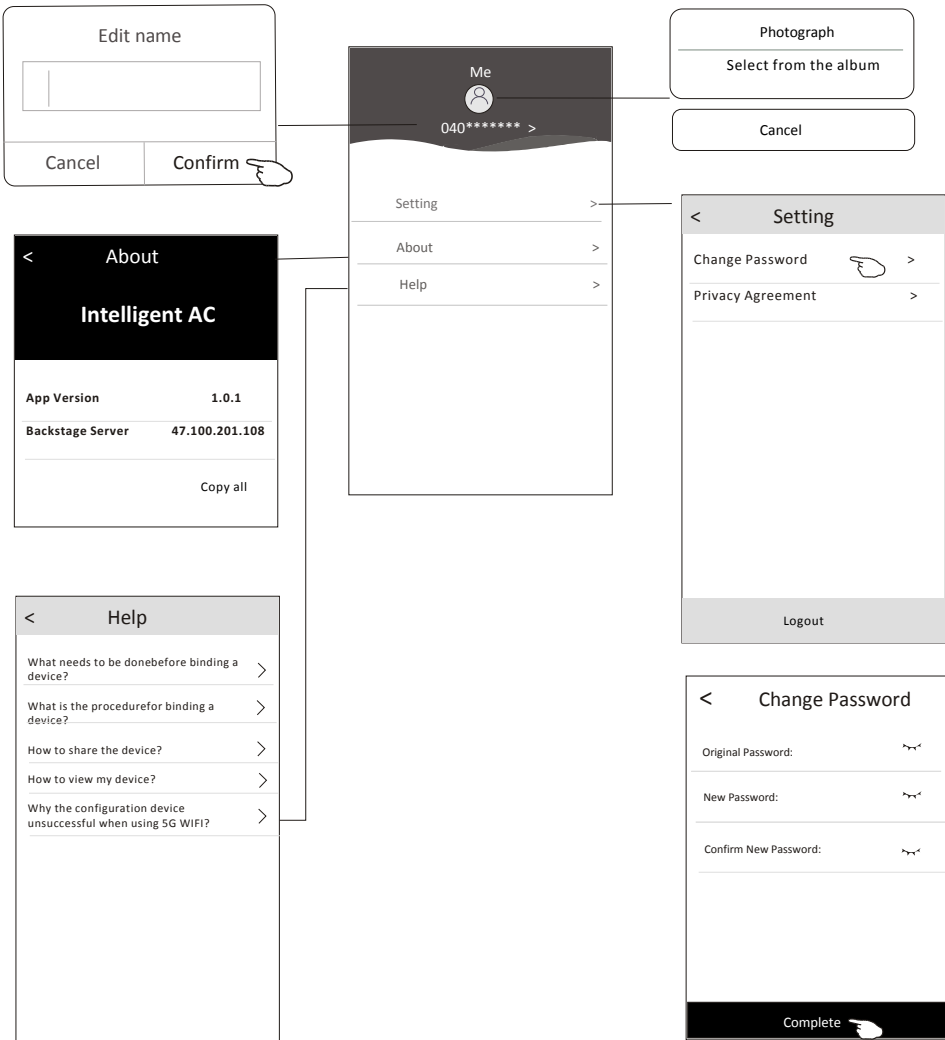 Edit name
Cancel
Confirm
Me
040******* >
Photograph
Select from the album
Cancel
Setting >
About >
Help >
< About
Intelligent AC
App Version 1.0.1
Backstage Server 47.100.201.108
Copy all
< Setting
Change Password >
Privacy Agreement >
Logout
< Help
What needs to be donebefore binding a
device? >
What is the procedurefor binding a
device? >
How to share the device? >
How to view my device? >
Why the configuration device
unsuccessful when using 5G WIFI? >
< Change Password
Original Password:
New Password:
Confirm New Password:
Complete